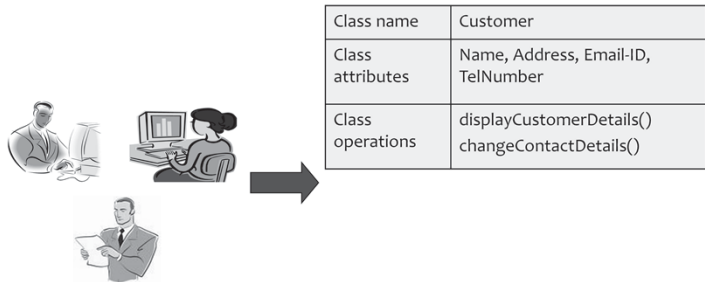 Class name
Customer
Class
attributes
Name, Address, Email-ID,
TelNumber
Class
operations
displayCustomerDetails()
changeContactDetails()